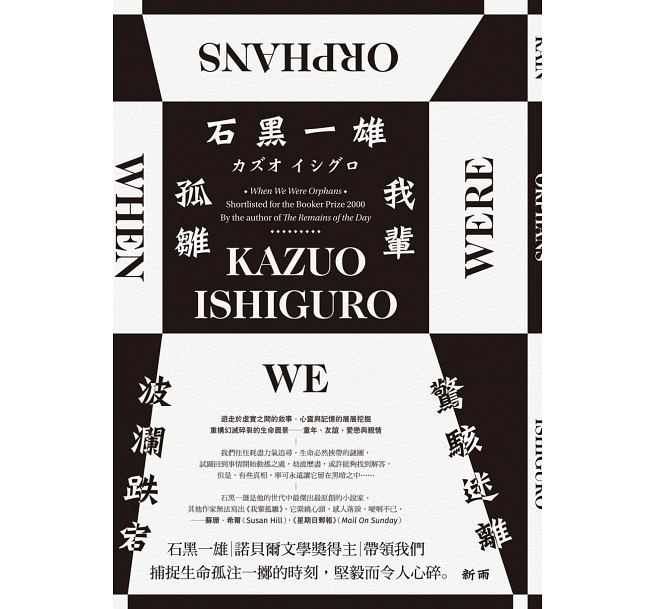 ORPHANS
石黑一雄
カズオ イシグロ
我輩
孤雛
When We Were Orphans
Shortlisted for the Booker Prize 2000
By the author of The Remains of the Day
KAZUO
ISHIGURO
WHEN
WERE
WE
驚駭迷離
波瀾跌宕
遊走於虛實之間的敘事,心靈與記憶的層層挖掘
重構幻滅碎裂的生命圖景──童年、友誼、愛戀與親情
我們往往耗盡力氣追尋,生命必然挾帶的謎團,
試圖回到事情開始動搖之處,劫波歷盡,或許能夠找到解答,
但是,有些真相,寧可永遠讓它留在黑暗之中……
石黑一雄是他的世代中最傑出最原創的小說家。
其他作家無法寫出《我輩孤雛》,它縈繞心頭,感人落淚、哽咽不已。
──蘇珊.希爾(Susan Hill),《星期日郵報》(Mail On Sunday)
石黑一雄|諾貝爾文學獎得主|帶領我們
捕捉生命孤注一擲的時刻,堅毅而令人心碎。
新雨
ORPHANS
ISHIGURO